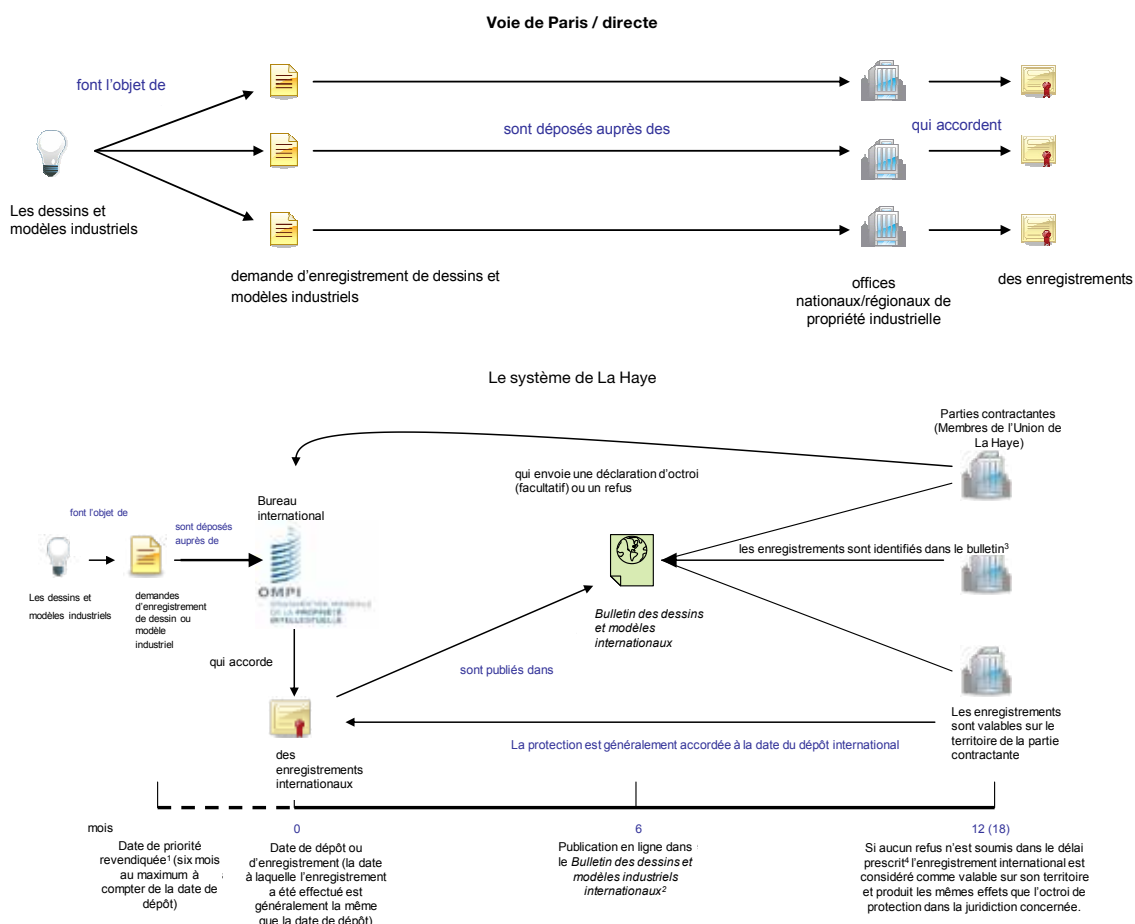 Voie de Paris / directe
font l'objet de
sont déposés auprès des
qui accordent
Les dessins et
modèles industriels
demande d'enregistrement de dessins et
modèles industriels
offices
nationaux/régionaux de
propriété industrielle
des enregistrements
Le système de La Haye
Parties contractantes
(Membres de l'Union de
La Haye)
qui envoie une déclaration d'octroi
(facultatif) ou un refus
Bureau
international
font l'objet de
sont déposés
auprès de
les enregistrements sont identifiés dans le bulletin³
OMPI
ORGANISATION MONDIALE
DE LA PROPRIÉTÉ
INTELLECTUELLE
Les dessins et
modèles industriels
demandes
d'enregistrement
de dessin ou
modèle
industriel
Bulletin des dessins
et modèles
internationaux
qui accorde
sont publiés dans
Les enregistrements
sont valables sur le
territoire de la partie
contractante
La protection est généralement accordée à la date du dépôt international
des
enregistrements
internationaux
mois
0
6
12 (18)
Date de priorité
revendiquée¹ (six mois
au maximum à
compter de la date de
dépôt)
Date de dépôt ou
d'enregistrement (la date
à laquelle l'enregistrement
a été effectué est
généralement la même
que la date de dépôt)
Publication en ligne dans
le Bulletin des dessins et
modèles industriels
internationaux²
Si aucun refus n'est soumis dans le délai
prescrit⁴ l'enregistrement international est
considéré comme valable sur son territoire
et produit les mêmes effets que l'octroi de
protection dans la juridiction concernée.